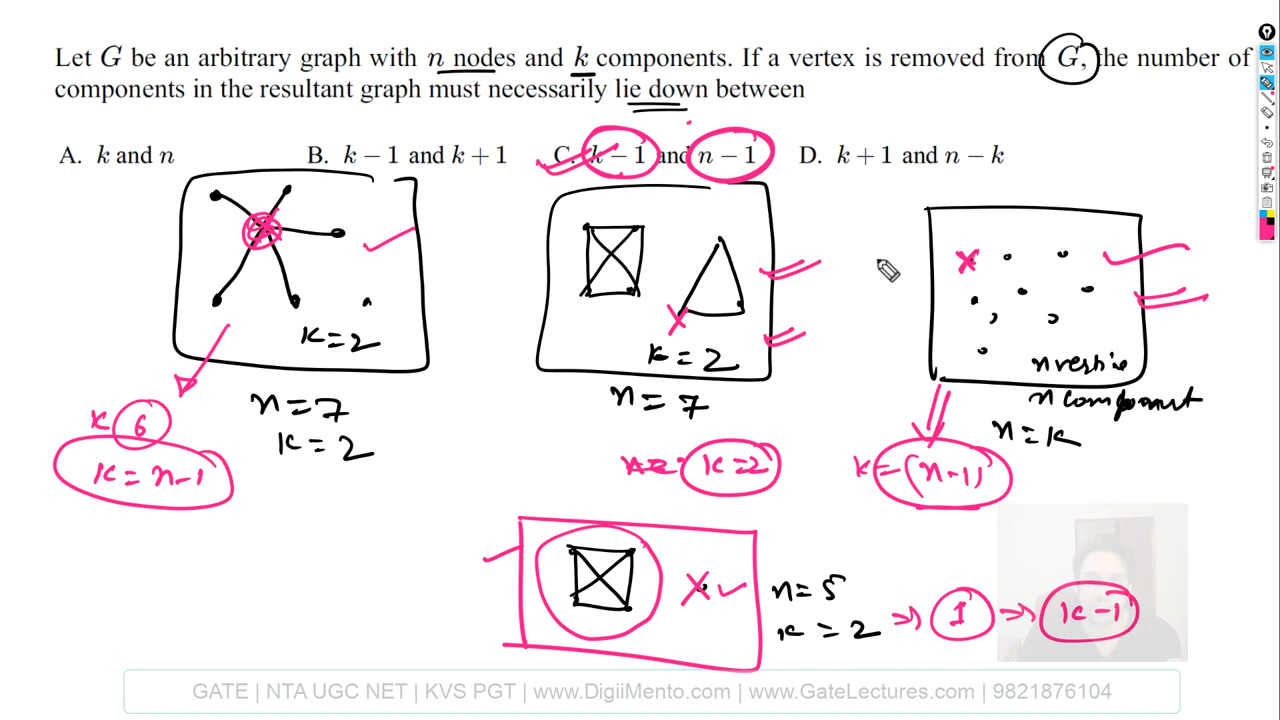 Let G be an arbitrary graph with n nodes and k components. If a vertex is removed from G, the number of
components in the resultant graph must necessarily lie down between
A. k and n B. k − 1 and k + 1 C. k − 1 and n − 1 D. k + 1 and n − k
k = 2
n = 7
k = 2
k 6
k = n-1
k = 2
n = 7
k=2
n vertice
n component
n = k
k = (n-1)
n = 5
k = 2 ⇒ 1 ⇒ k-1
GATE | NTA UGC NET | KVS PGT | www.DigiiMento.com | www.GateLectures.com | 9821876104